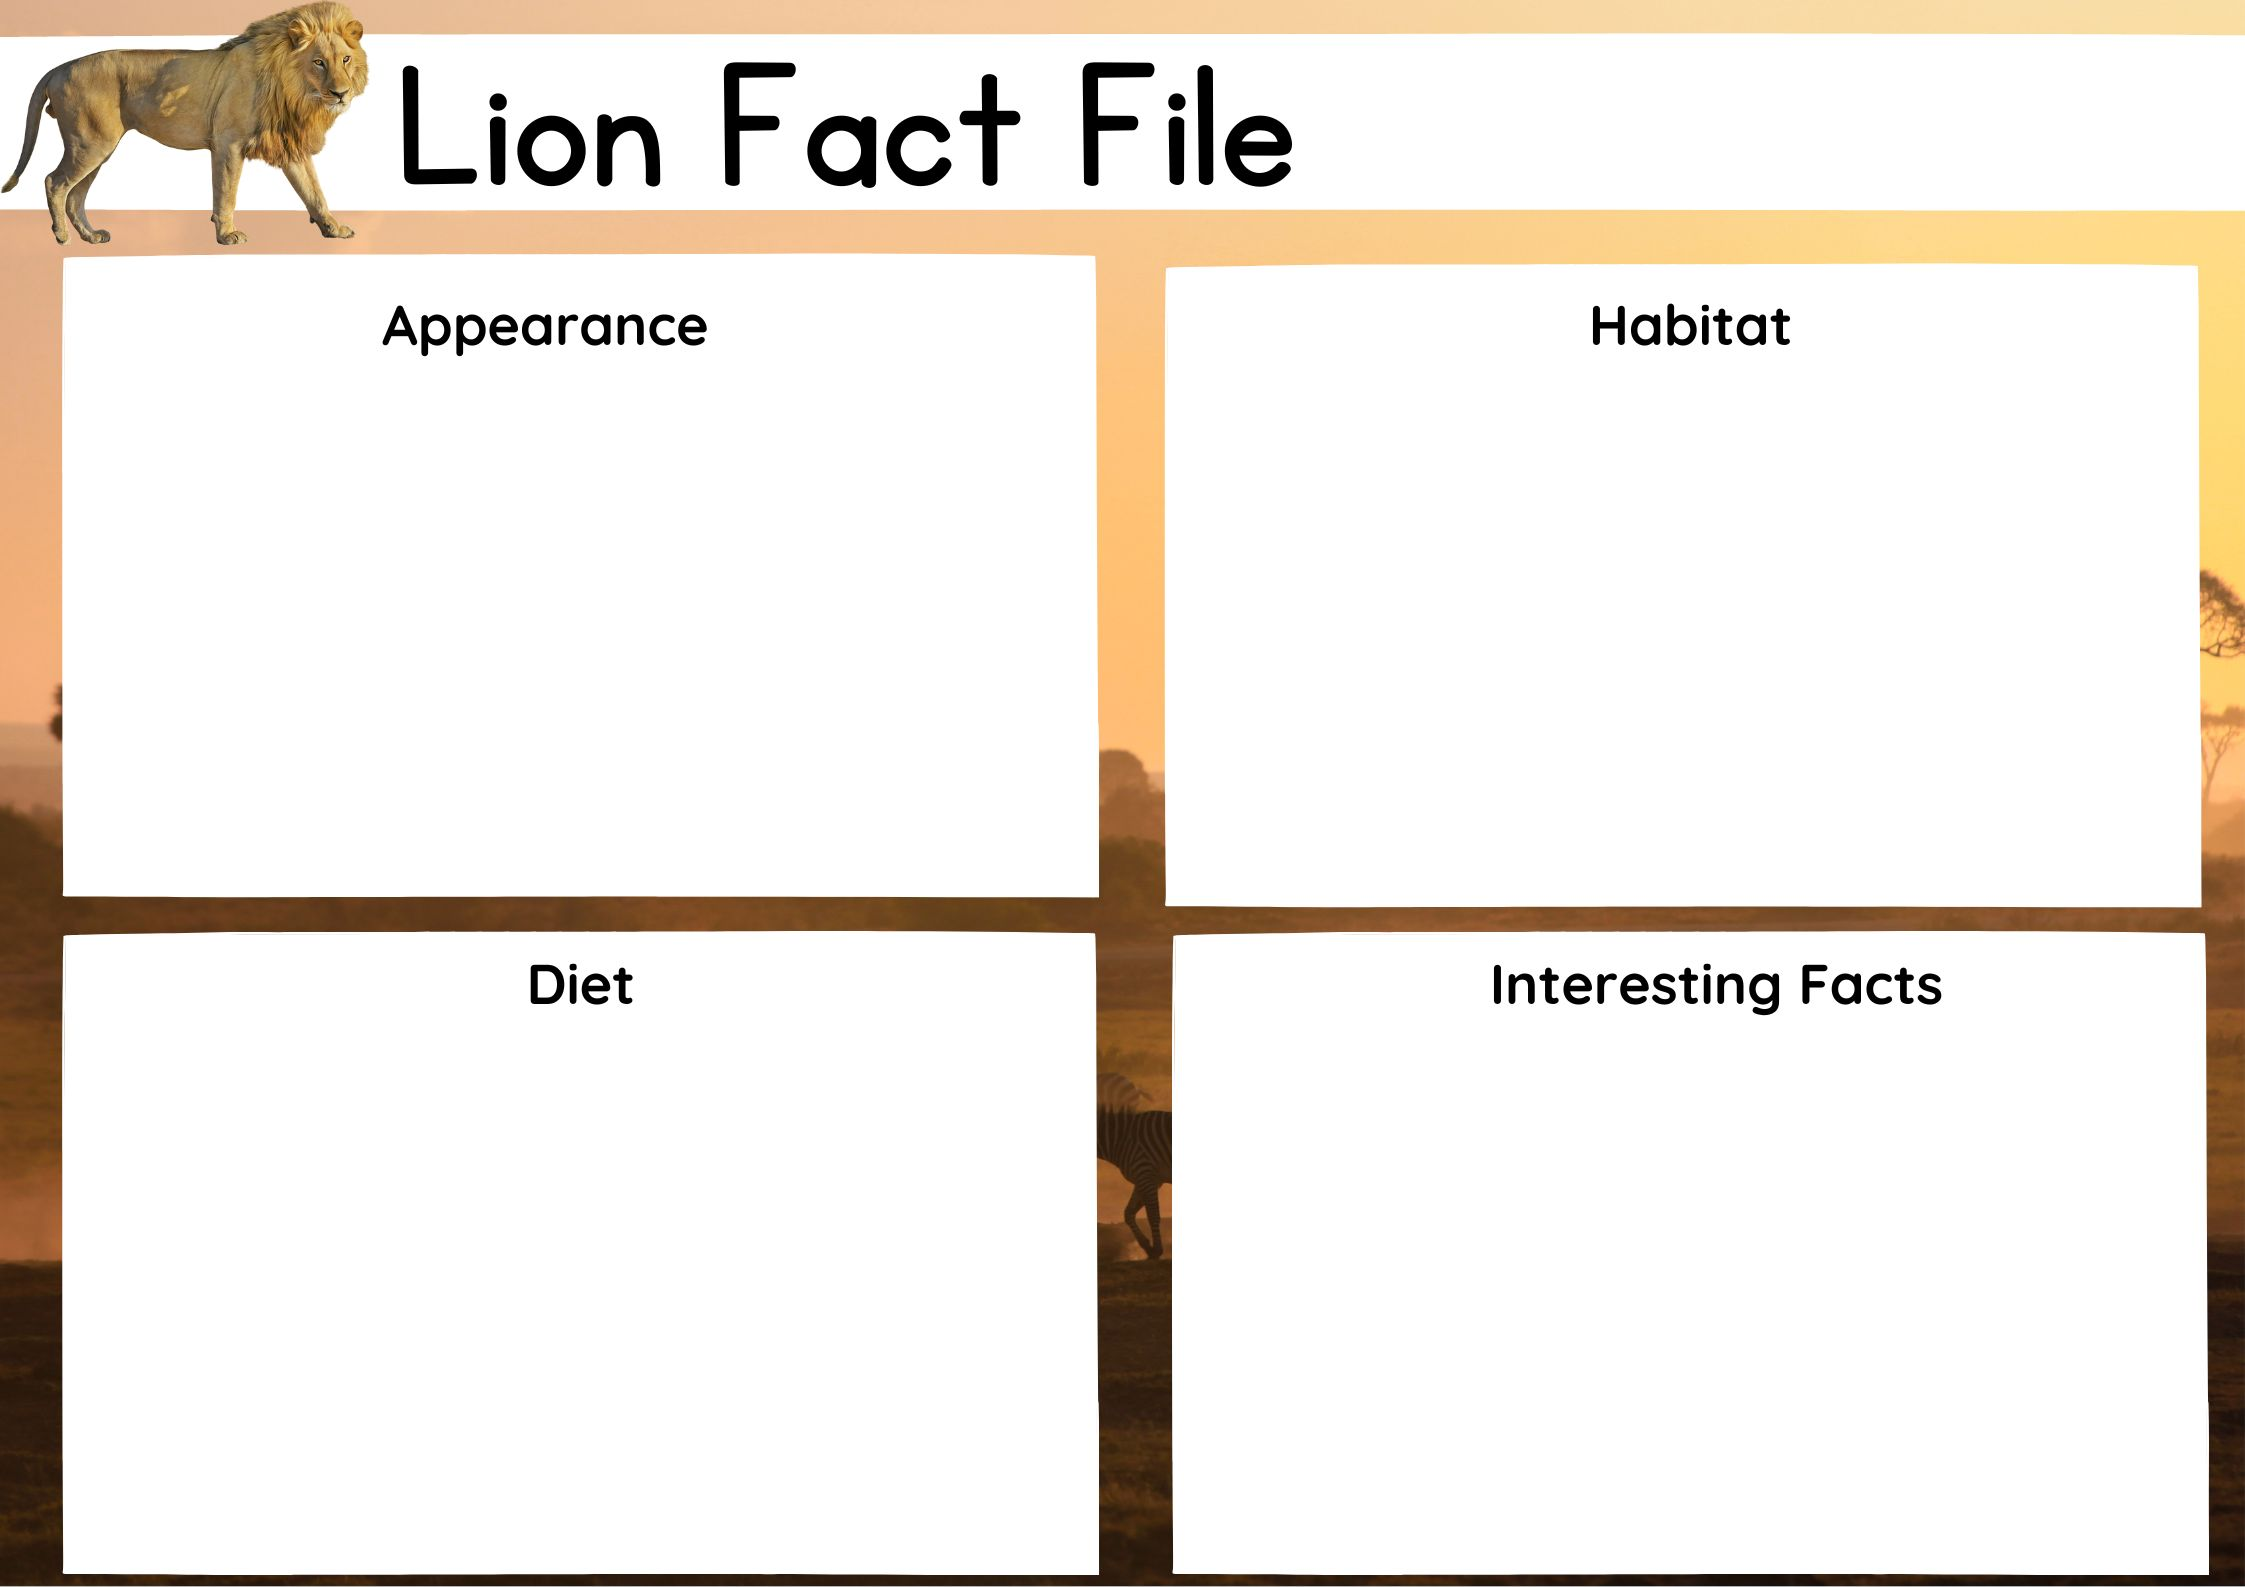 Lion Fact File
Appearance
Habitat
Diet
Interesting Facts